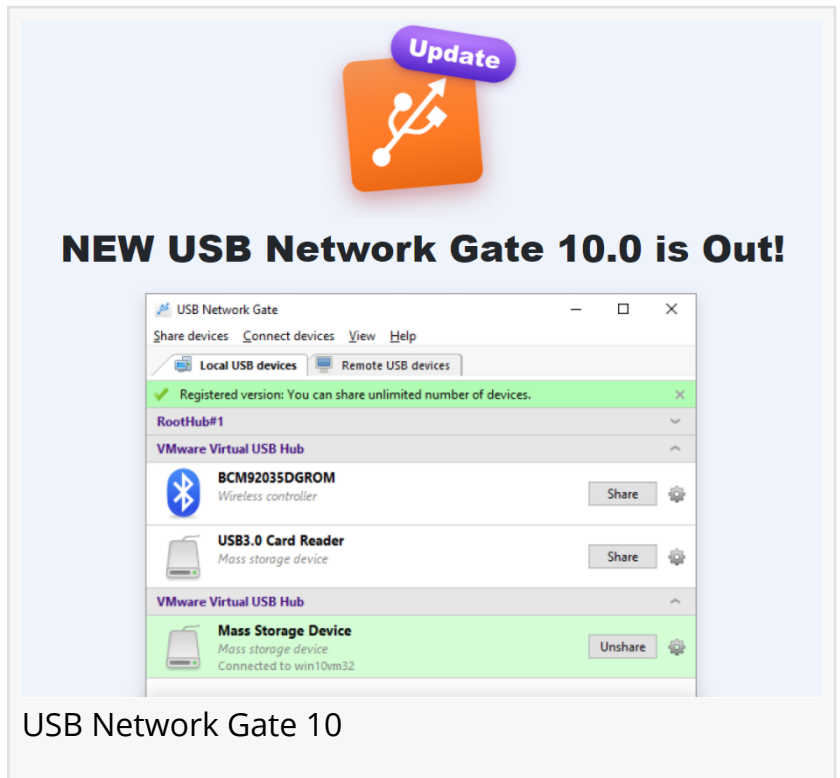 Update
NEW USB Network Gate 10.0 is Out!
USB Network Gate
Share devices Connect devices View Help
Local USB devices Remote USB devices
Registered version: You can share unlimited number of devices.
RootHub#1
VMware Virtual USB Hub
BCM92035DGROM
Wireless controller
Share
USB3.0 Card Reader
Mass storage device
Share
VMware Virtual USB Hub
Mass Storage Device
Mass storage device
Unshare
Connected to win10vm32
USB Network Gate 10